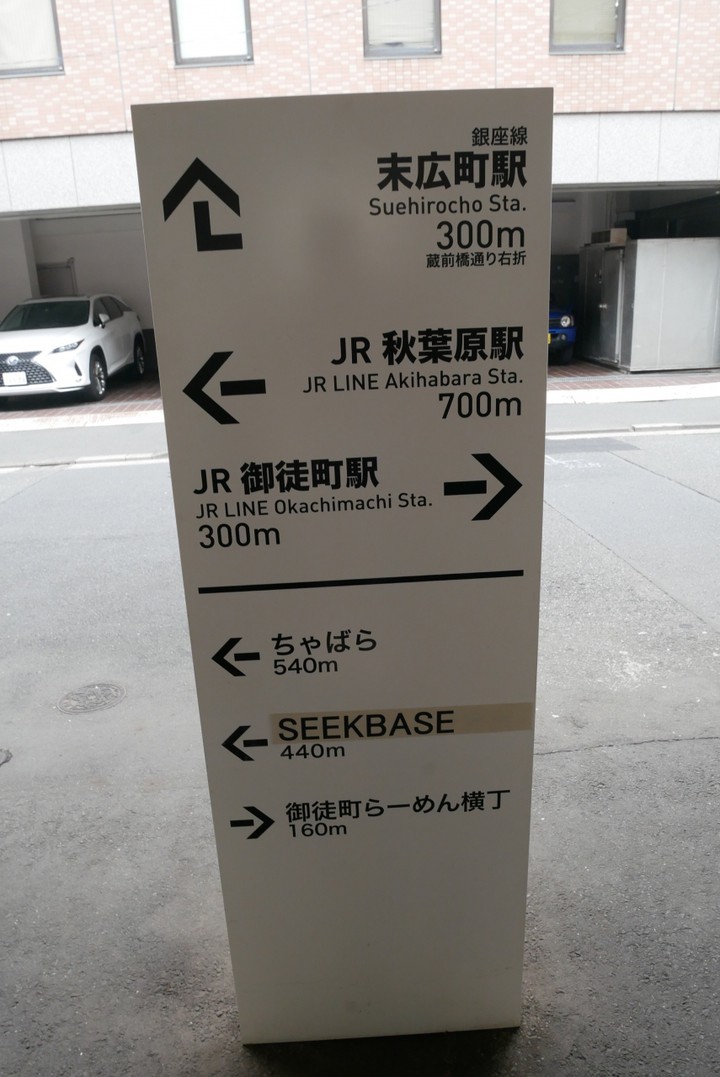 銀座線
末広町駅
Suehirocho Sta.
300m
蔵前橋通り右折
JR 秋葉原駅
JR LINE Akihabara Sta.
700m
JR 御徒町駅
JR LINE Okachimachi Sta.
300m
ちゃばら
540m
SEEKBASE
440m
御徒町らーめん横丁
160m